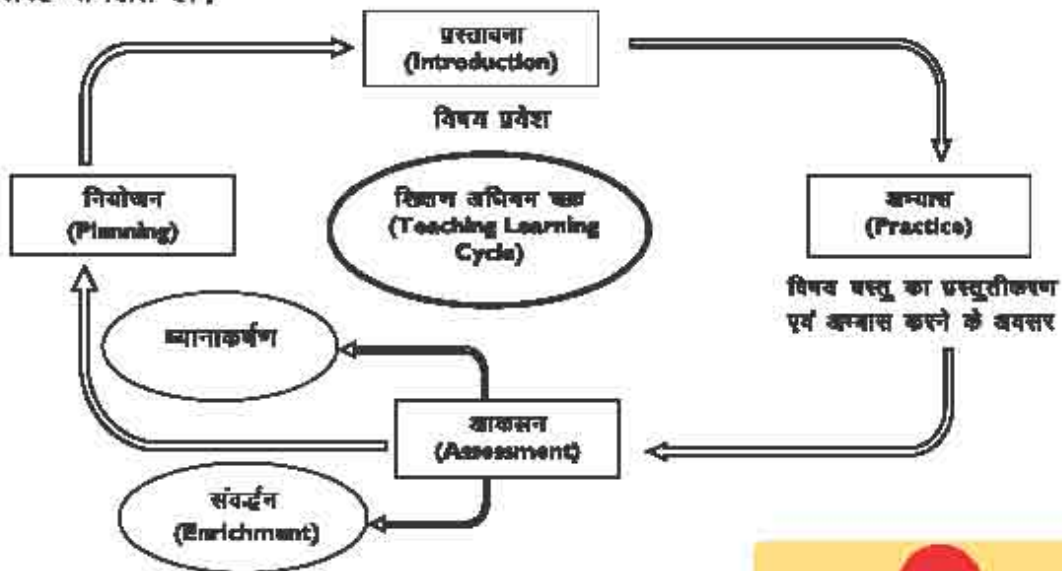 प्रस्तावना
(Introduction)
विषय प्रवेश
नियोजन
(Planning)
शिक्षण अधिगम चक्र
(Teaching Learning
Cycle)
अभ्यास
(Practice)
विषय वस्तु का प्रस्तुतीकरण
एवं अभ्यास करने के अवसर
ध्यानाकर्षण
आकलन
(Assessment)
संवर्द्धन
(Enrichment)